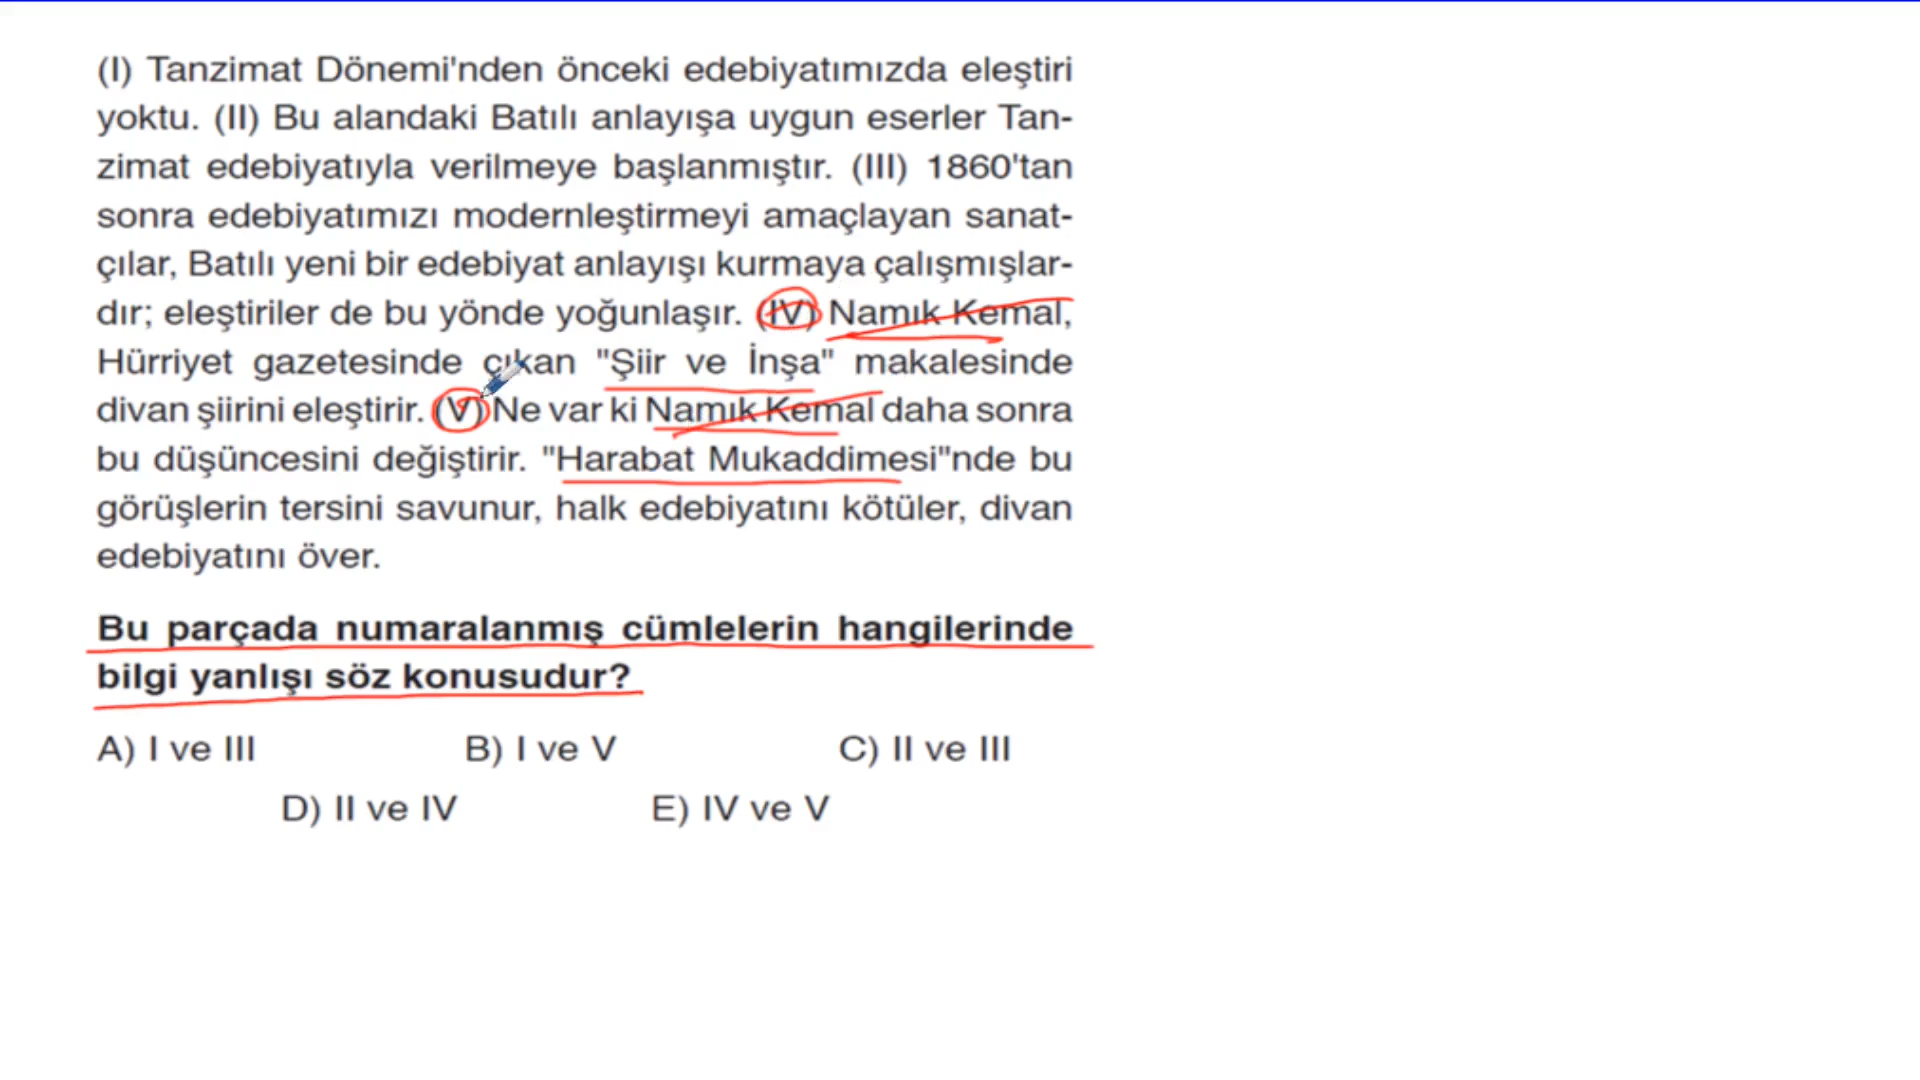 (I) Tanzimat Dönemi'nden önceki edebiyatımızda eleştiri
yoktu. (II) Bu alandaki Batılı anlayışa uygun eserler Tan-
zimat edebiyatıyla verilmeye başlanmıştır. (III) 1860'tan
sonra edebiyatımızı modernleştirmeyi amaçlayan sanat-
çılar, Batılı yeni bir edebiyat anlayışı kurmaya çalışmışlar-
dır; eleştiriler de bu yönde yoğunlaşır. (IV) Namık Kemal,
Hürriyet gazetesinde çıkan "Şiir ve İnşa" makalesinde
divan şiirini eleştirir. (V) Ne var ki Namık Kemal daha sonra
bu düşüncesini değiştirir. "Harabat Mukaddimesi"nde bu
görüşlerin tersini savunur, halk edebiyatını kötüler, divan
edebiyatını över.
Bu parçada numaralanmış cümlelerin hangilerinde
bilgi yanlışı söz konusudur?
A) I ve III B) I ve V C) II ve III
D) II ve IV E) IV ve V